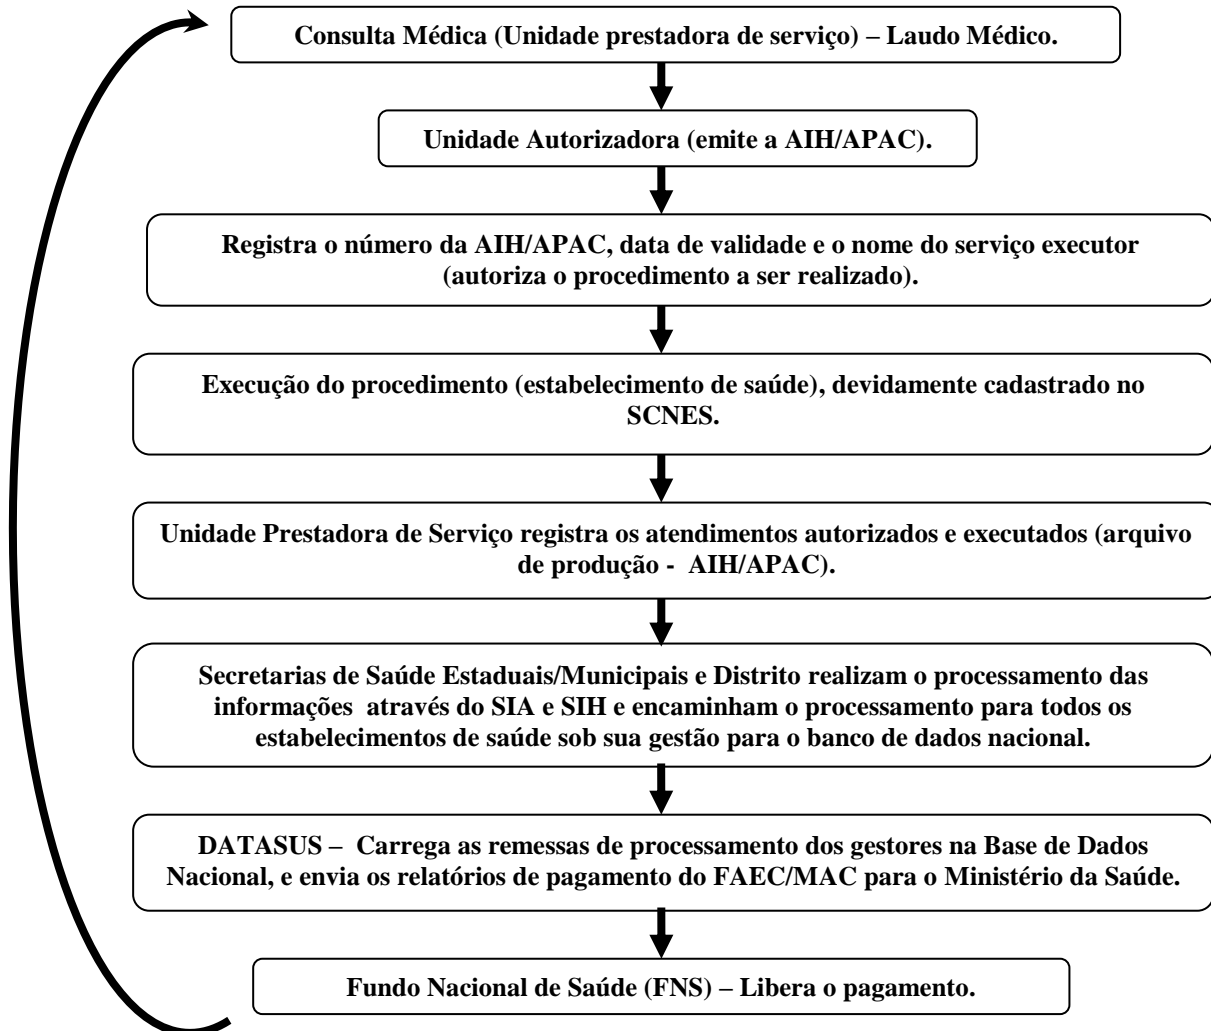 Consulta Médica (Unidade prestadora de serviço) – Laudo Médico.
Unidade Autorizadora (emite a AIH/APAC).
Registra o número da AIH/APAC, data de validade e o nome do serviço executor
(autoriza o procedimento a ser realizado).
Execução do procedimento (estabelecimento de saúde), devidamente cadastrado no
SCNES.
Unidade Prestadora de Serviço registra os atendimentos autorizados e executados (arquivo
de produção - AIH/APAC).
Secretarias de Saúde Estaduais/Municipais e Distrito realizam o processamento das
informações através do SIA e SIH e encaminham o processamento para todos os
estabelecimentos de saúde sob sua gestão para o banco de dados nacional.
DATASUS – Carrega as remessas de processamento dos gestores na Base de Dados
Nacional, e envia os relatórios de pagamento do FAEC/MAC para o Ministério da Saúde.
Fundo Nacional de Saúde (FNS) – Libera o pagamento.